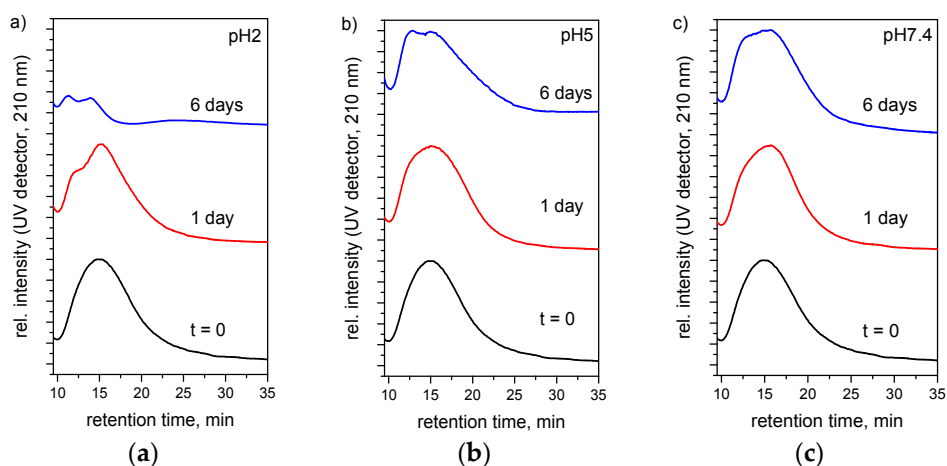 a)
pH2
6 days
1 day
t = 0
rel. intensity (UV detector, 210 nm)
10 15 20 25 30 35
retention time, min
(a)
b)
pH5
6 days
1 day
t = 0
rel. intensity (UV detector, 210 nm)
10 15 20 25 30 35
retention time, min
(b)
c)
pH7.4
6 days
1 day
t = 0
rel. intensity (UV detector, 210 nm)
10 15 20 25 30 35
retention time, min
(c)